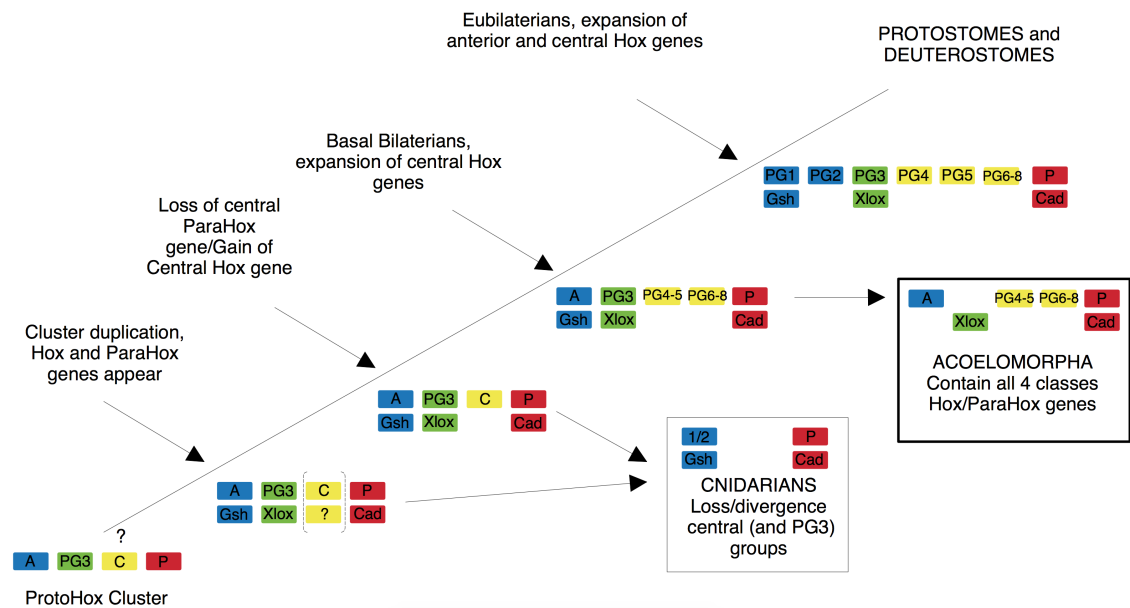 Eubilaterians, expansion of
anterior and central Hox genes
PROTOSTOMES and
DEUTEROSTOMES
Basal Bilaterians,
expansion of central Hox
genes
PG1 PG2 PG3 PG4 PG5 PG6-8 P
Gsh Xlox Cad
Loss of central
ParaHox
gene/Gain of
Central Hox gene
A PG3 PG4-5 PG6-8 P
Gsh Xlox Cad
A PG4-5 PG6-8 P
Xlox Cad
ACOELOMORPHA
Contain all 4 classes
Hox/ParaHox genes
Cluster duplication,
Hox and ParaHox
genes appear
A PG3 C P
Gsh Xlox Cad
1/2 P
Gsh Cad
CNIDARIANS
Loss/divergence
central (and PG3)
groups
A PG3 C P
Gsh Xlox ? Cad
?
A PG3 C P
ProtoHox Cluster